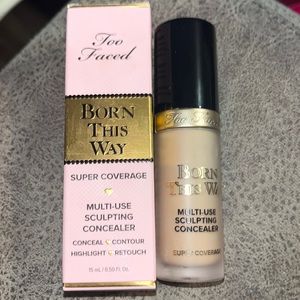 Too
Faced
BORN
THIS
WAY
SUPER COVERAGE
MULTI-USE
SCULPTING
CONCEALER
CONCEAL CONTOUR
HIGHLIGHT RETOUCH
15 mL / 0.50 Fl. Oz.
Too Faced
BORN
THIS WAY
MULTI-USE
SCULPTING
CONCEALER
SUPER COVERAGE